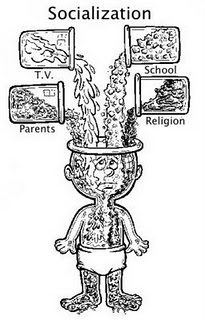 Socialization
T.V.
School
Parents
Religion